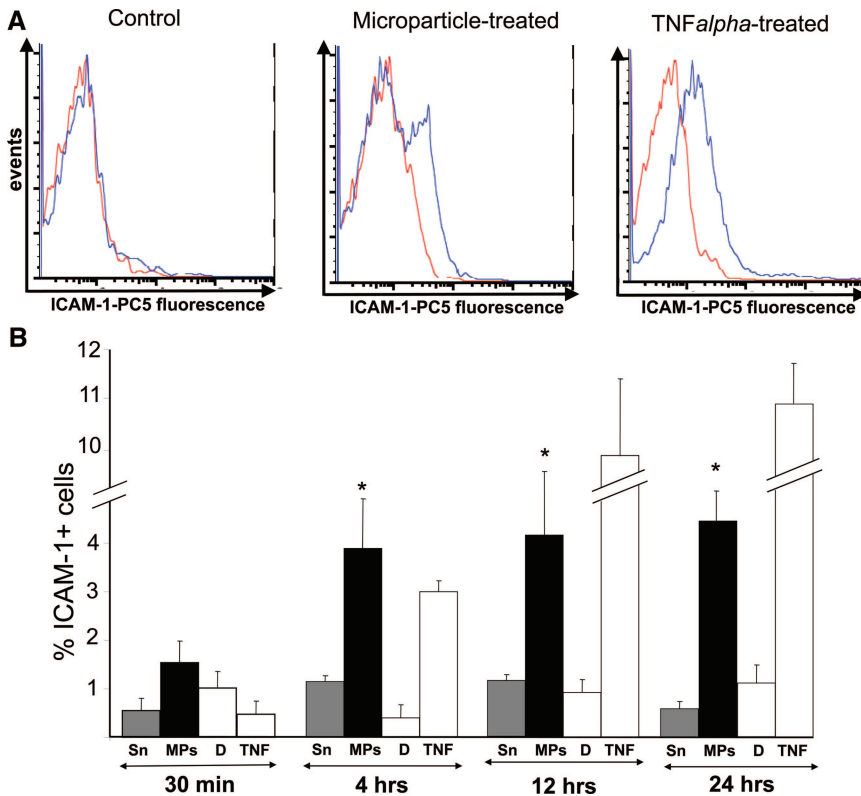 A
Control
Microparticle-treated
TNFalpha-treated
events
ICAM-1-PC5 fluorescence
ICAM-1-PC5 fluorescence
ICAM-1-PC5 fluorescence
B
% ICAM-1+ cells
12
11
10
4
3
2
1
*
*
*
Sn MPs D TNF
Sn MPs D TNF
Sn MPs D TNF
Sn MPs D TNF
30 min
4 hrs
12 hrs
24 hrs